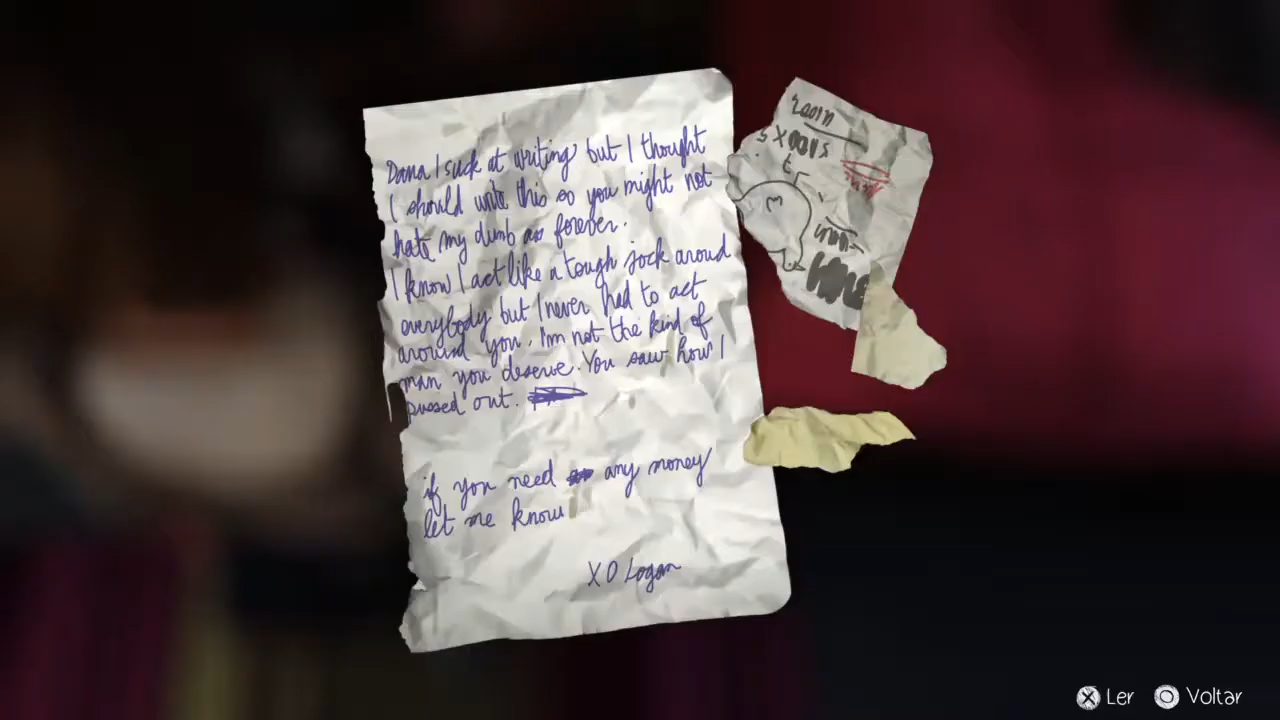 Dana I suck at writing but I thought
I should write this so you might not
hate my dumb ass forever.
I know I act like a tough jock aroud
everybody but I never had to act
around you. I'm not the kind of
man you deserve. You saw how I
pussed out.
if you need any money
let me know
XO Logan
Ler
Voltar